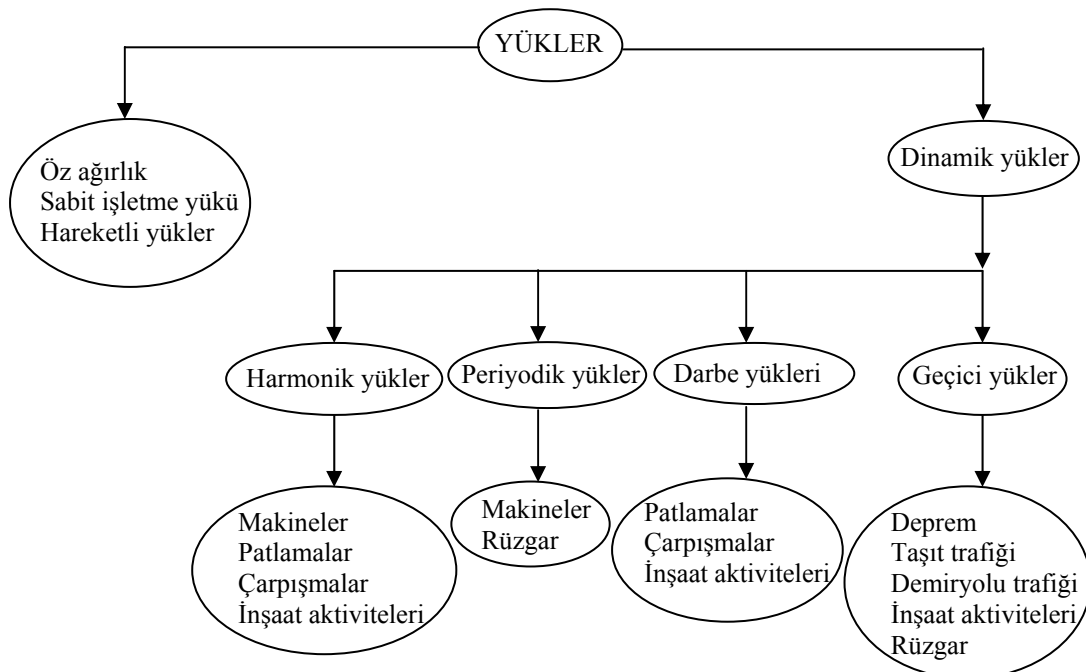 YÜKLER
Öz ağırlık
Sabit işletme yükü
Hareketli yükler
Dinamik yükler
Harmonik yükler
Periyodik yükler
Darbe yükleri
Geçici yükler
Makineler
Patlamalar
Çarpışmalar
İnşaat aktiviteleri
Makineler
Rüzgar
Patlamalar
Çarpışmalar
İnşaat aktiviteleri
Deprem
Taşıt trafiği
Demiryolu trafiği
İnşaat aktiviteleri
Rüzgar